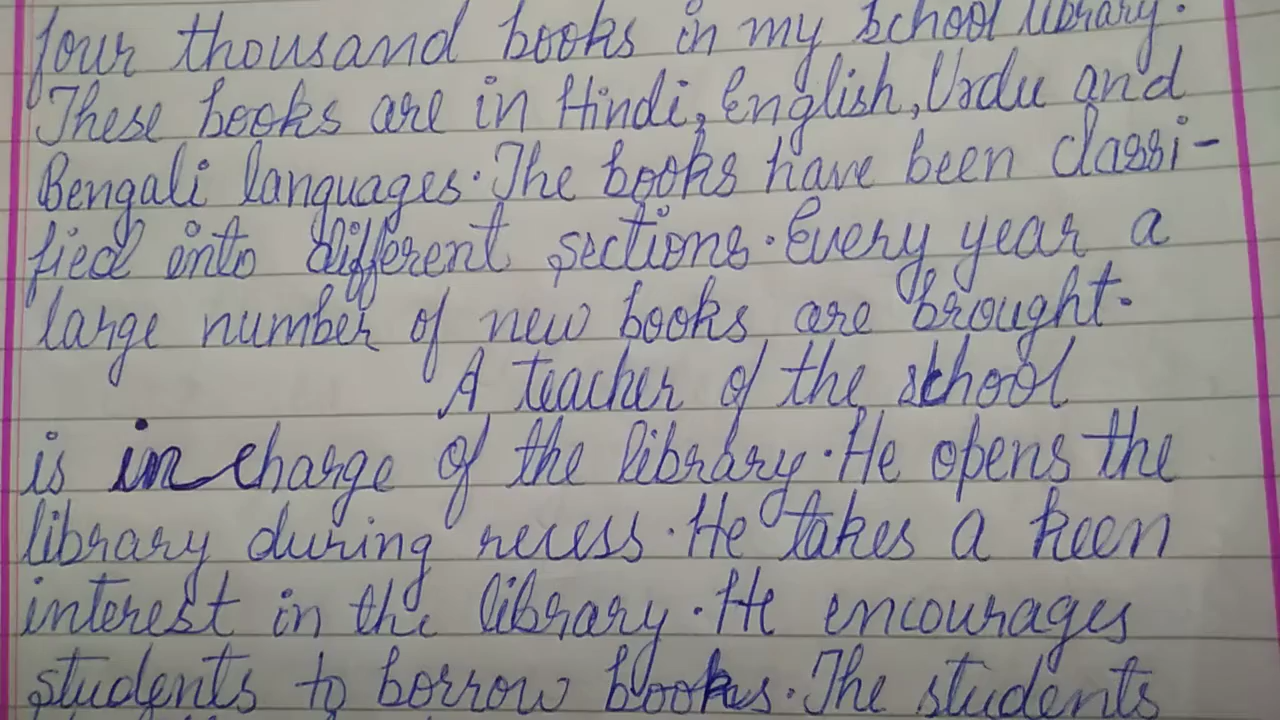 four thousand books in my school library.
These books are in Hindi, English, Urdu and
Bengali languages. The books have been classi-
fied into different sections. Every year a
large number of new books are brought.
A teacher of the school
is in charge of the library. He opens the
library during recess. He takes a keen
interest in the library. He encourages
students to borrow books. The students